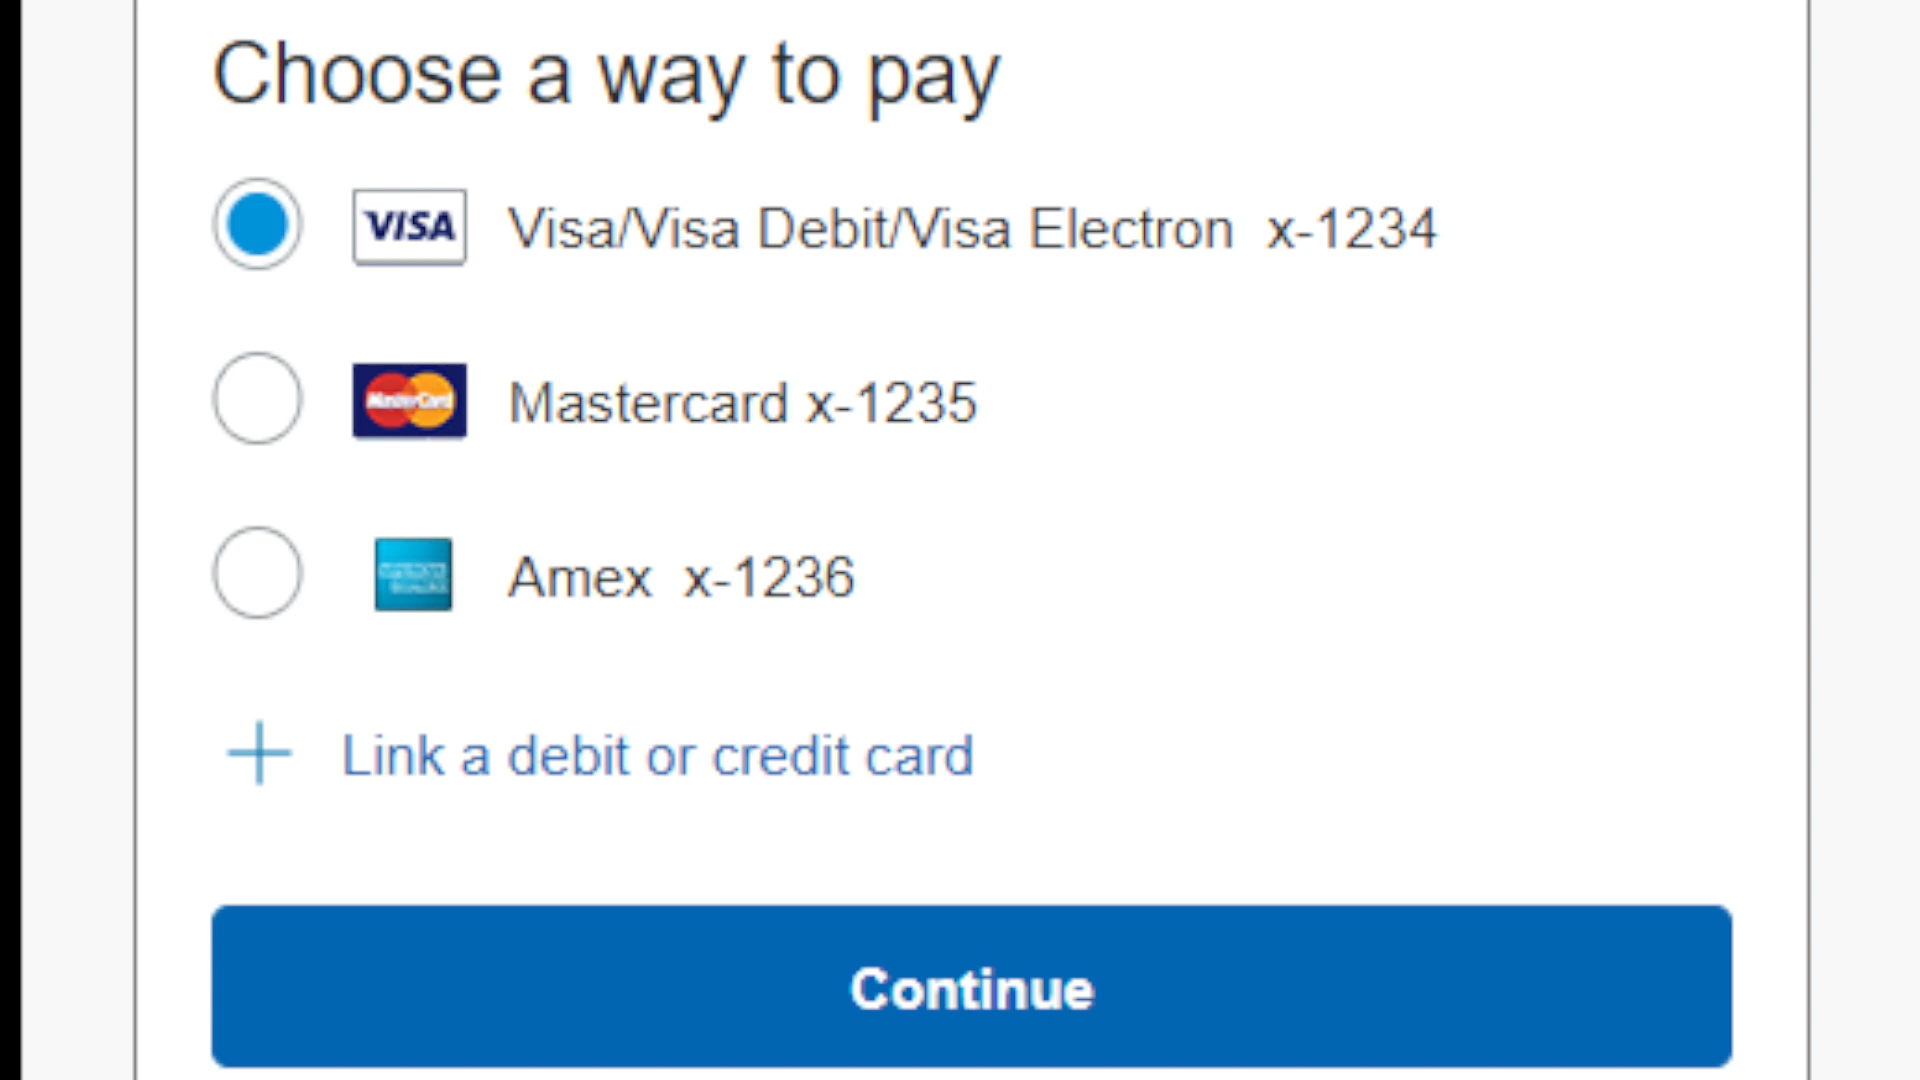 Choose a way to pay
VISA Visa/Visa Debit/Visa Electron x-1234
MasterCard Mastercard x-1235
Amex x-1236
Link a debit or credit card
Continue